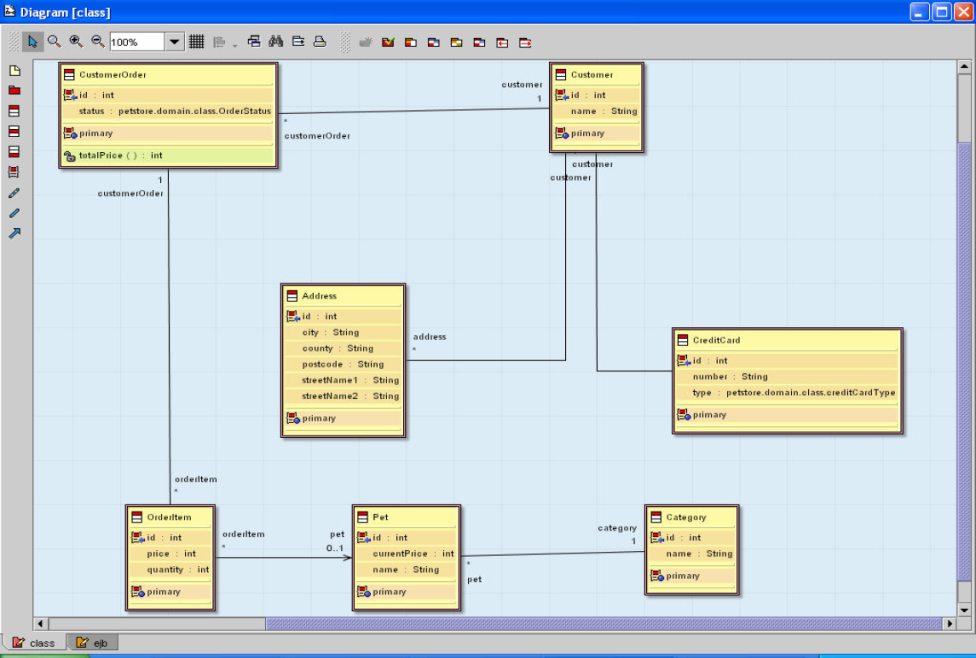 Diagram [class]
100%
CustomerOrder
id : int
status : petstore.domain.class.OrderStatus
primary
totalPrice ( ) : int
customer
1
*
customerOrder
Customer
id : int
name : String
primary
customer
customer
1
customerOrder
Address
id : int
city : String
county : String
postcode : String
streetName1 : String
streetName2 : String
primary
address
*
CreditCard
id : int
number : String
type : petstore.domain.class.creditCardType
primary
orderItem
*
OrderItem
id : int
price : int
quantity : int
primary
orderItem
*
pet
0..1
Pet
id : int
currentPrice : int
name : String
primary
*
pet
category
1
Category
id : int
name : String
primary
class
ejb